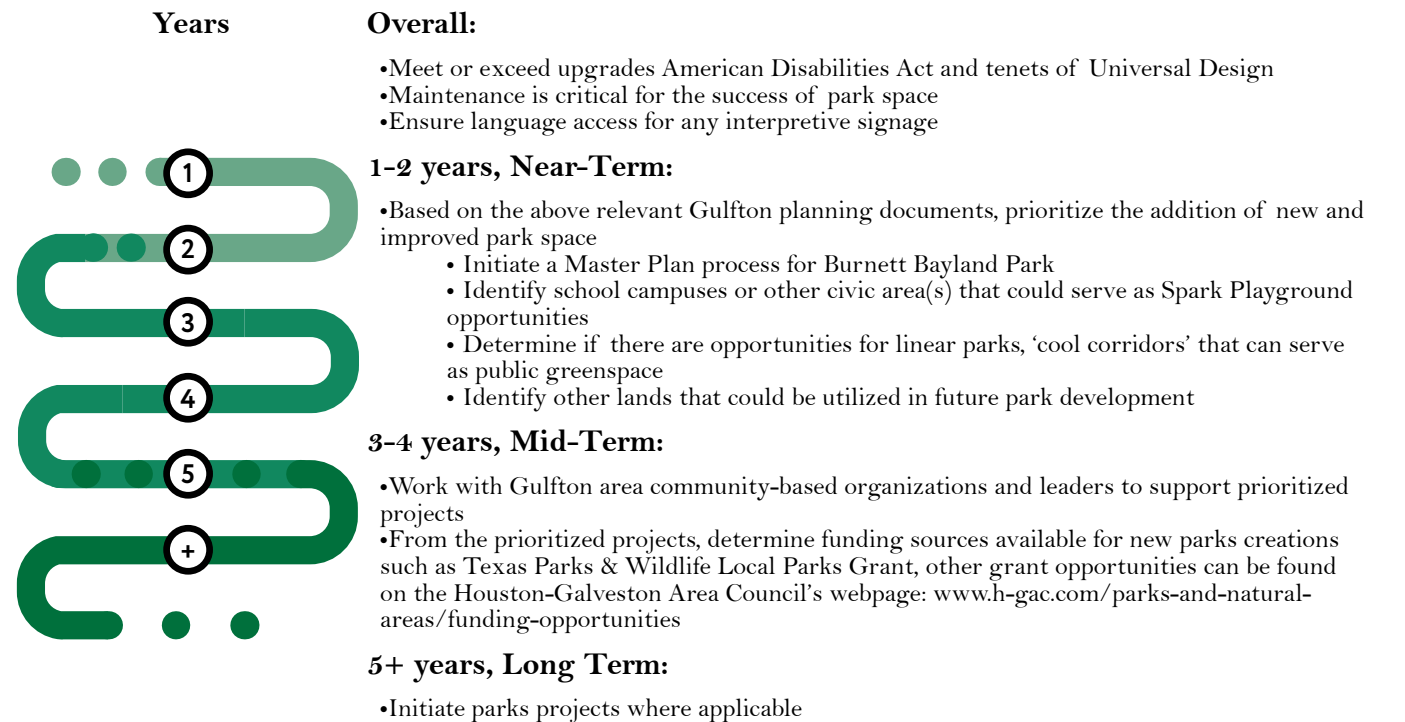 Years
Overall:
•Meet or exceed upgrades American Disabilities Act and tenets of Universal Design
•Maintenance is critical for the success of park space
•Ensure language access for any interpretive signage
1
2
3
4
5
+
1-2 years, Near-Term:
•Based on the above relevant Gulfton planning documents, prioritize the addition of new and
improved park space
• Initiate a Master Plan process for Burnett Bayland Park
• Identify school campuses or other civic area(s) that could serve as Spark Playground
opportunities
• Determine if there are opportunities for linear parks, ‘cool corridors’ that can serve
as public greenspace
• Identify other lands that could be utilized in future park development
3-4 years, Mid-Term:
•Work with Gulfton area community-based organizations and leaders to support prioritized
projects
•From the prioritized projects, determine funding sources available for new parks creations
such as Texas Parks & Wildlife Local Parks Grant, other grant opportunities can be found
on the Houston-Galveston Area Council’s webpage: www.h-gac.com/parks-and-natural-
areas/funding-opportunities
5+ years, Long Term:
•Initiate parks projects where applicable